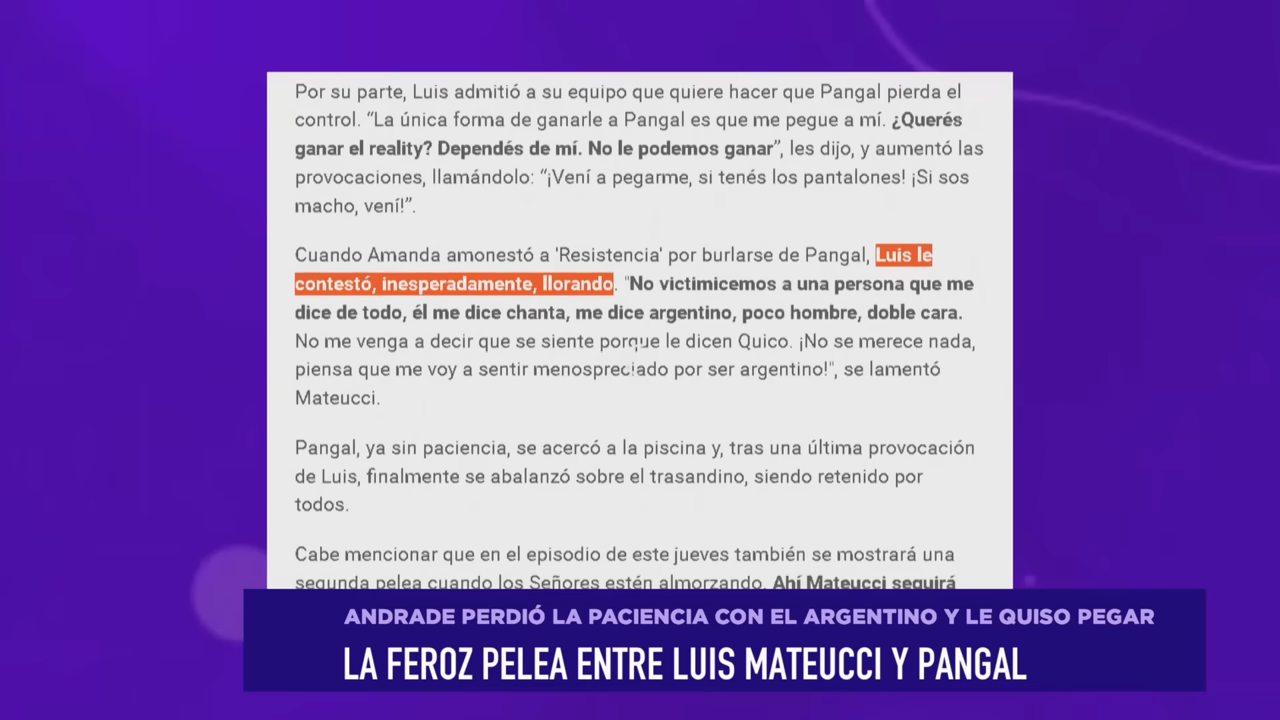 Por su parte, Luis admitió a su equipo que quiere hacer que Pangal pierda el
control. “La única forma de ganarle a Pangal es que me pegue a mí. ¿Querés
ganar el reality? Dependés de mí. No le podemos ganar”, les dijo, y aumentó las
provocaciones, llamándolo: “¡Vení a pegarme, si tenés los pantalones! ¡Si sos
macho, vení!”.
Cuando Amanda amonestó a 'Resistencia' por burlarse de Pangal, Luis le
contestó, inesperadamente, llorando. "No victimicemos a una persona que me
dice de todo, él me dice chanta, me dice argentino, poco hombre, doble cara.
No me venga a decir que se siente porque le dicen Quico. ¡No se merece nada,
piensa que me voy a sentir menospreciado por ser argentino!", se lamentó
Mateucci.
Pangal, ya sin paciencia, se acercó a la piscina y, tras una última provocación
de Luis, finalmente se abalanzó sobre el trasandino, siendo retenido por
todos.
Cabe mencionar que en el episodio de este jueves también se mostrará una
segunda pelea cuando los Señores estén almorzando. Ahí Mateucci seguirá
ANDRADE PERDIÓ LA PACIENCIA CON EL ARGENTINO Y LE QUISO PEGAR
LA FEROZ PELEA ENTRE LUIS MATEUCCI Y PANGAL